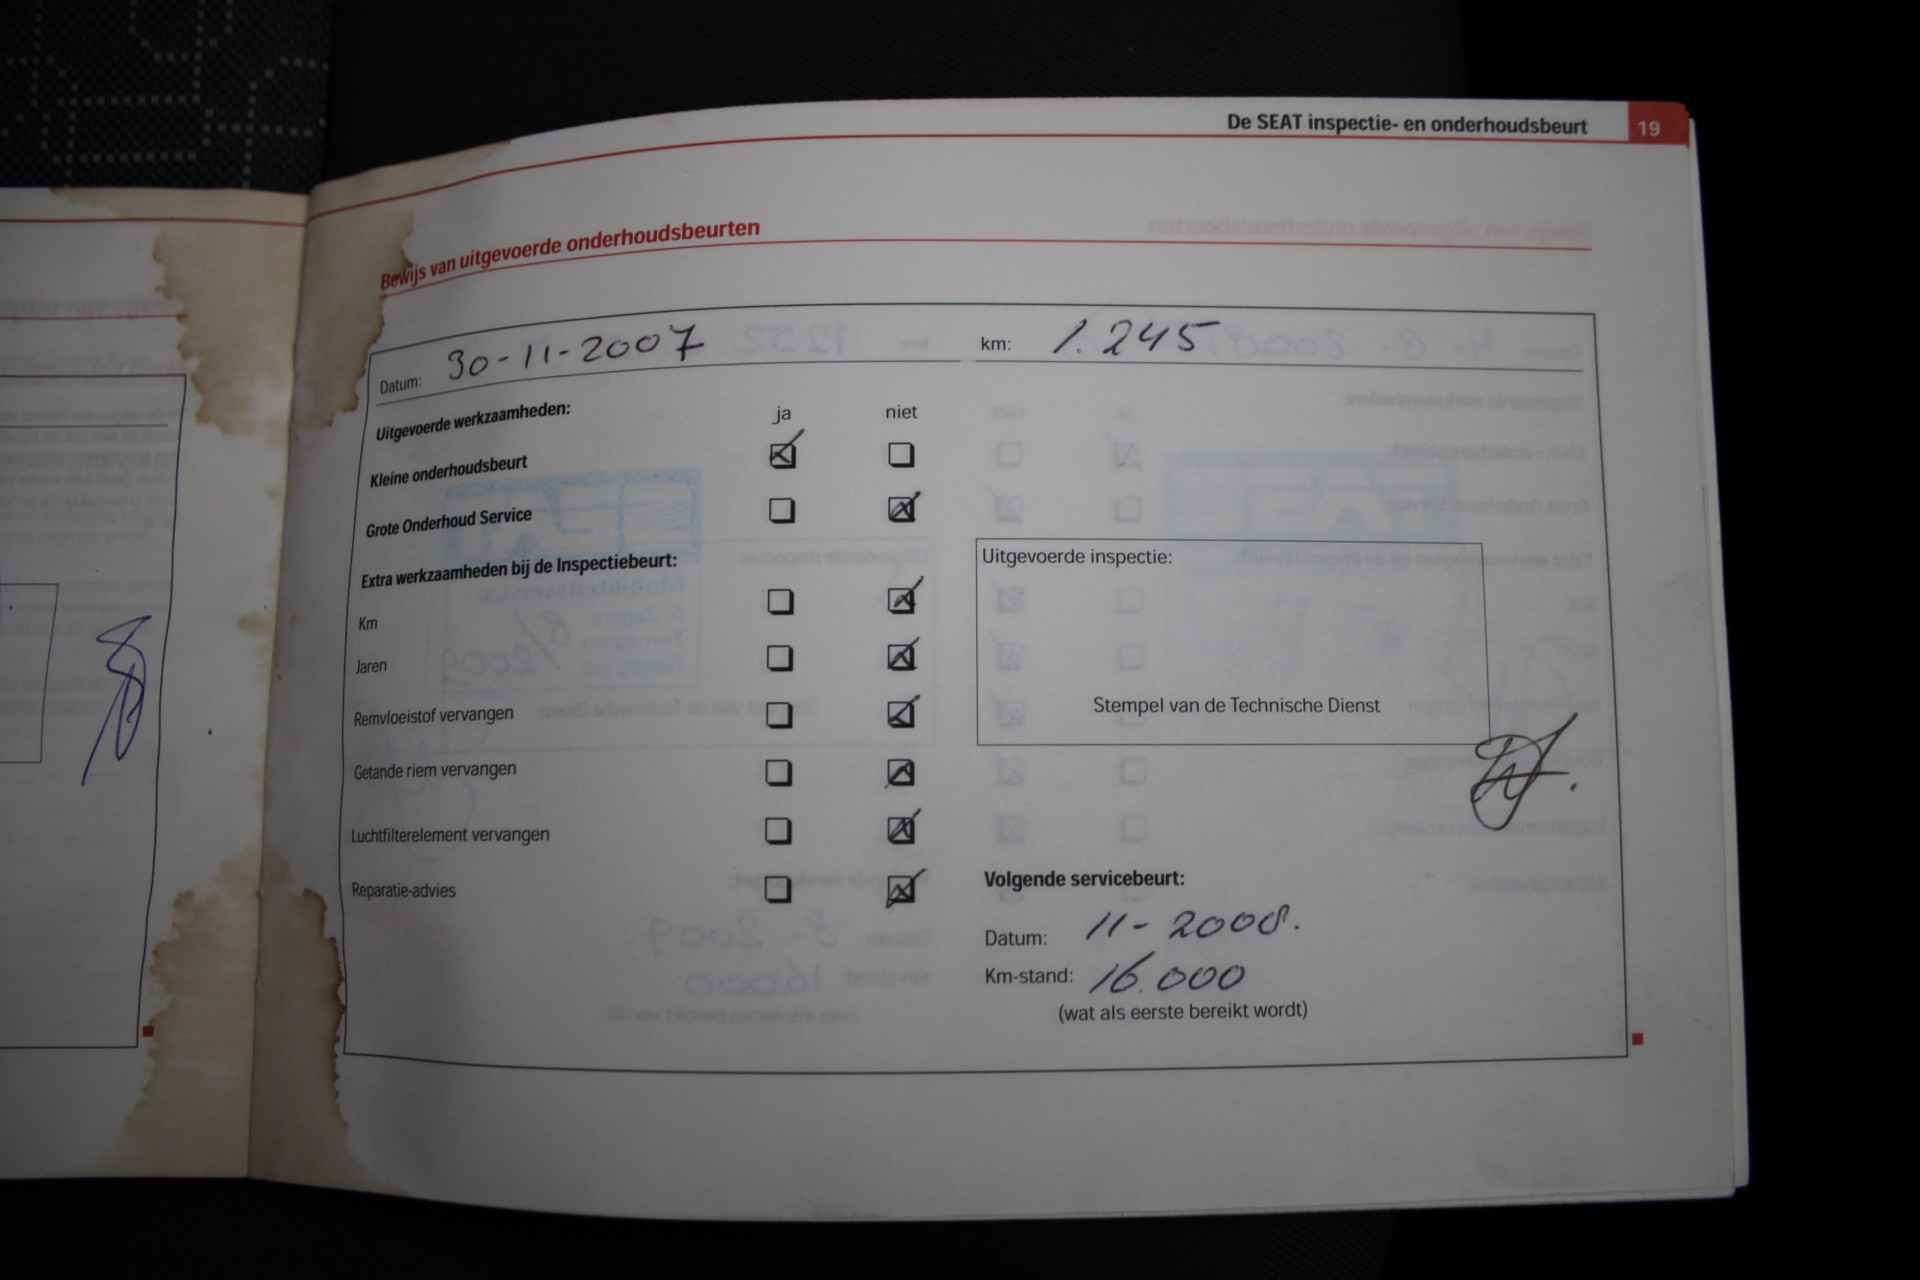 De SEAT inspectie- en onderhoudsbeurt 19
Bewijs van uitgevoerde onderhoudsbeurten
Datum: 30-11-2007 km: 1.245
Uitgevoerde werkzaamheden: ja niet
Kleine onderhoudsbeurt
Grote Onderhoud Service
Extra werkzaamheden bij de Inspectiebeurt:
Km
Jaren
Remvloeistof vervangen
Getande riem vervangen
Luchtfilterelement vervangen
Reparatie-advies
Uitgevoerde inspectie:
Stempel van de Technische Dienst
Volgende servicebeurt:
Datum: 11-2008.
Km-stand: 16.000
(wat als eerste bereikt wordt)